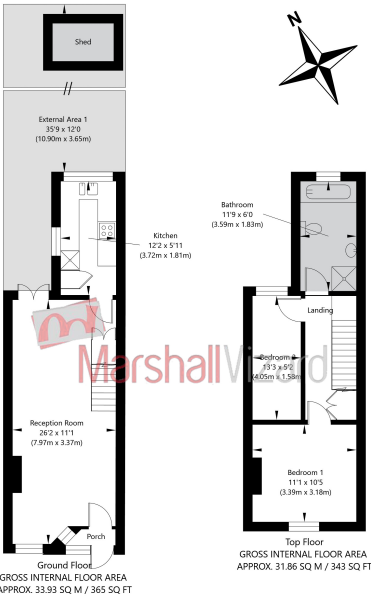 N
Shed
External Area 1
35'9 x 12'0
(10.90m x 3.65m)
Kitchen
12'2 x 5'11
(3.72m x 1.81m)
Bathroom
11'9 x 6'0
(3.59m x 1.83m)
Landing
MarshallVizard
Bedroom
13'3 x 5'2
(4.05m x 1.58m)
Reception Room
26'2 x 11'1
(7.97m x 3.37m)
Bedroom 1
11'1 x 10'5
(3.39m x 3.18m)
Porch
Ground Floor
GROSS INTERNAL FLOOR AREA
APPROX. 33.93 SQ M / 365 SQ FT
Top Floor
GROSS INTERNAL FLOOR AREA
APPROX. 31.86 SQ M / 343 SQ FT